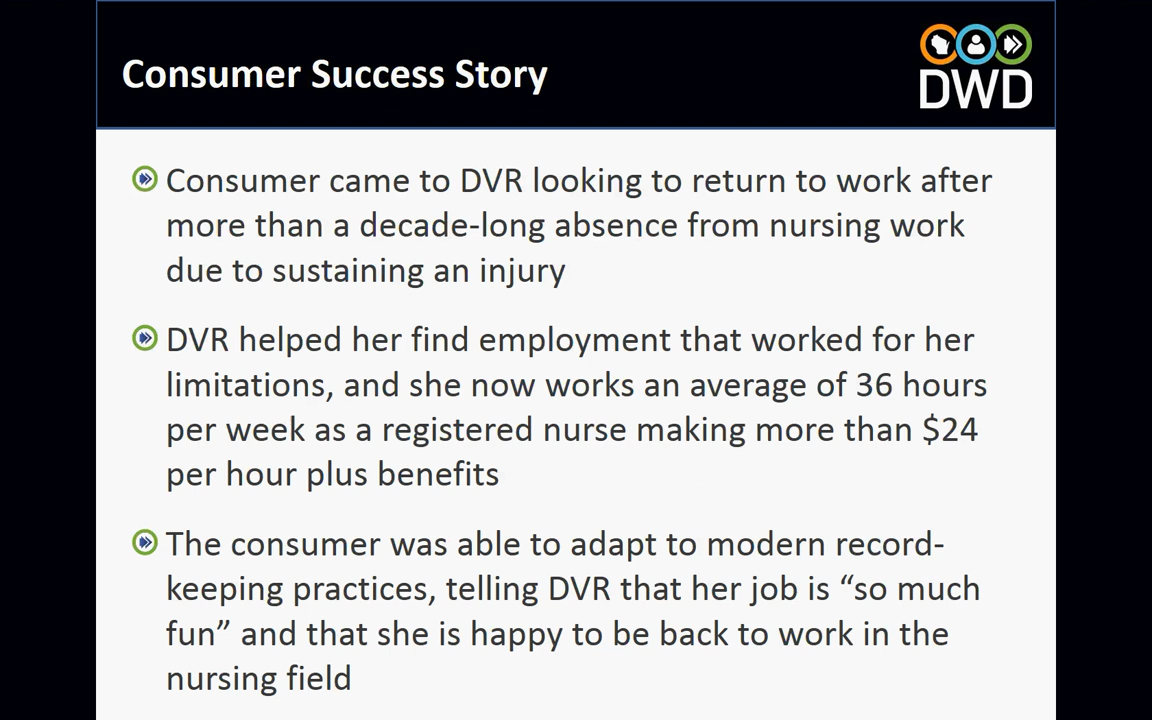 Consumer Success Story
DWD
Consumer came to DVR looking to return to work after
more than a decade-long absence from nursing work
due to sustaining an injury
DVR helped her find employment that worked for her
limitations, and she now works an average of 36 hours
per week as a registered nurse making more than $24
per hour plus benefits
The consumer was able to adapt to modern record-
keeping practices, telling DVR that her job is “so much
fun” and that she is happy to be back to work in the
nursing field